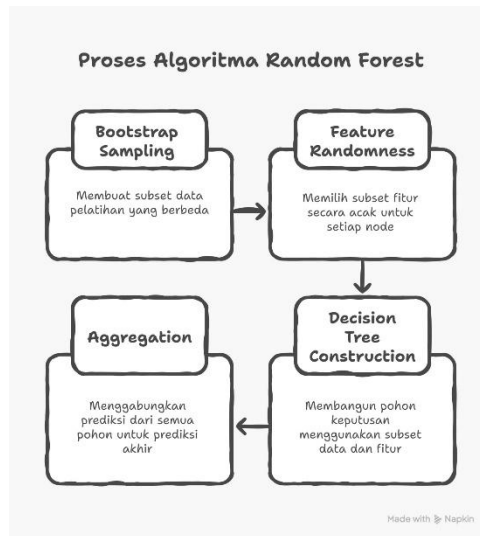 Proses Algoritma Random Forest
Bootstrap
Sampling
Membuat subset data
pelatihan yang berbeda
Feature
Randomness
Memilih subset fitur
secara acak untuk
setiap node
Decision
Tree
Construction
Membangun pohon
keputusan
menggunakan subset
data dan fitur
Aggregation
Menggabungkan
prediksi dari semua
pohon untuk prediksi
akhir
Made with Napkin